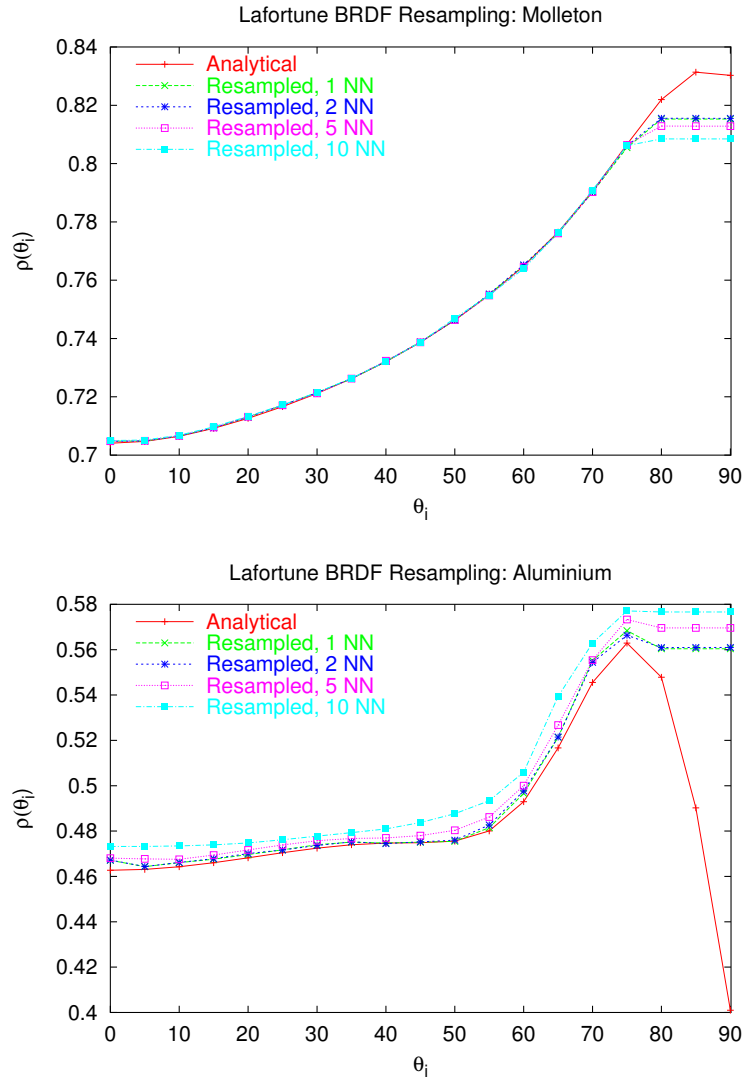 Lafortune BRDF Resampling: Molleton
0.84
0.82
0.8
0.78
0.76
0.74
0.72
0.7
ρ(θi)
Analytical
Resampled, 1 NN
Resampled, 2 NN
Resampled, 5 NN
Resampled, 10 NN
0 10 20 30 40 50 60 70 80 90
θi
Lafortune BRDF Resampling: Aluminium
0.58
0.56
0.54
0.52
0.5
0.48
0.46
0.44
0.42
0.4
ρ(θi)
Analytical
Resampled, 1 NN
Resampled, 2 NN
Resampled, 5 NN
Resampled, 10 NN
0 10 20 30 40 50 60 70 80 90
θi